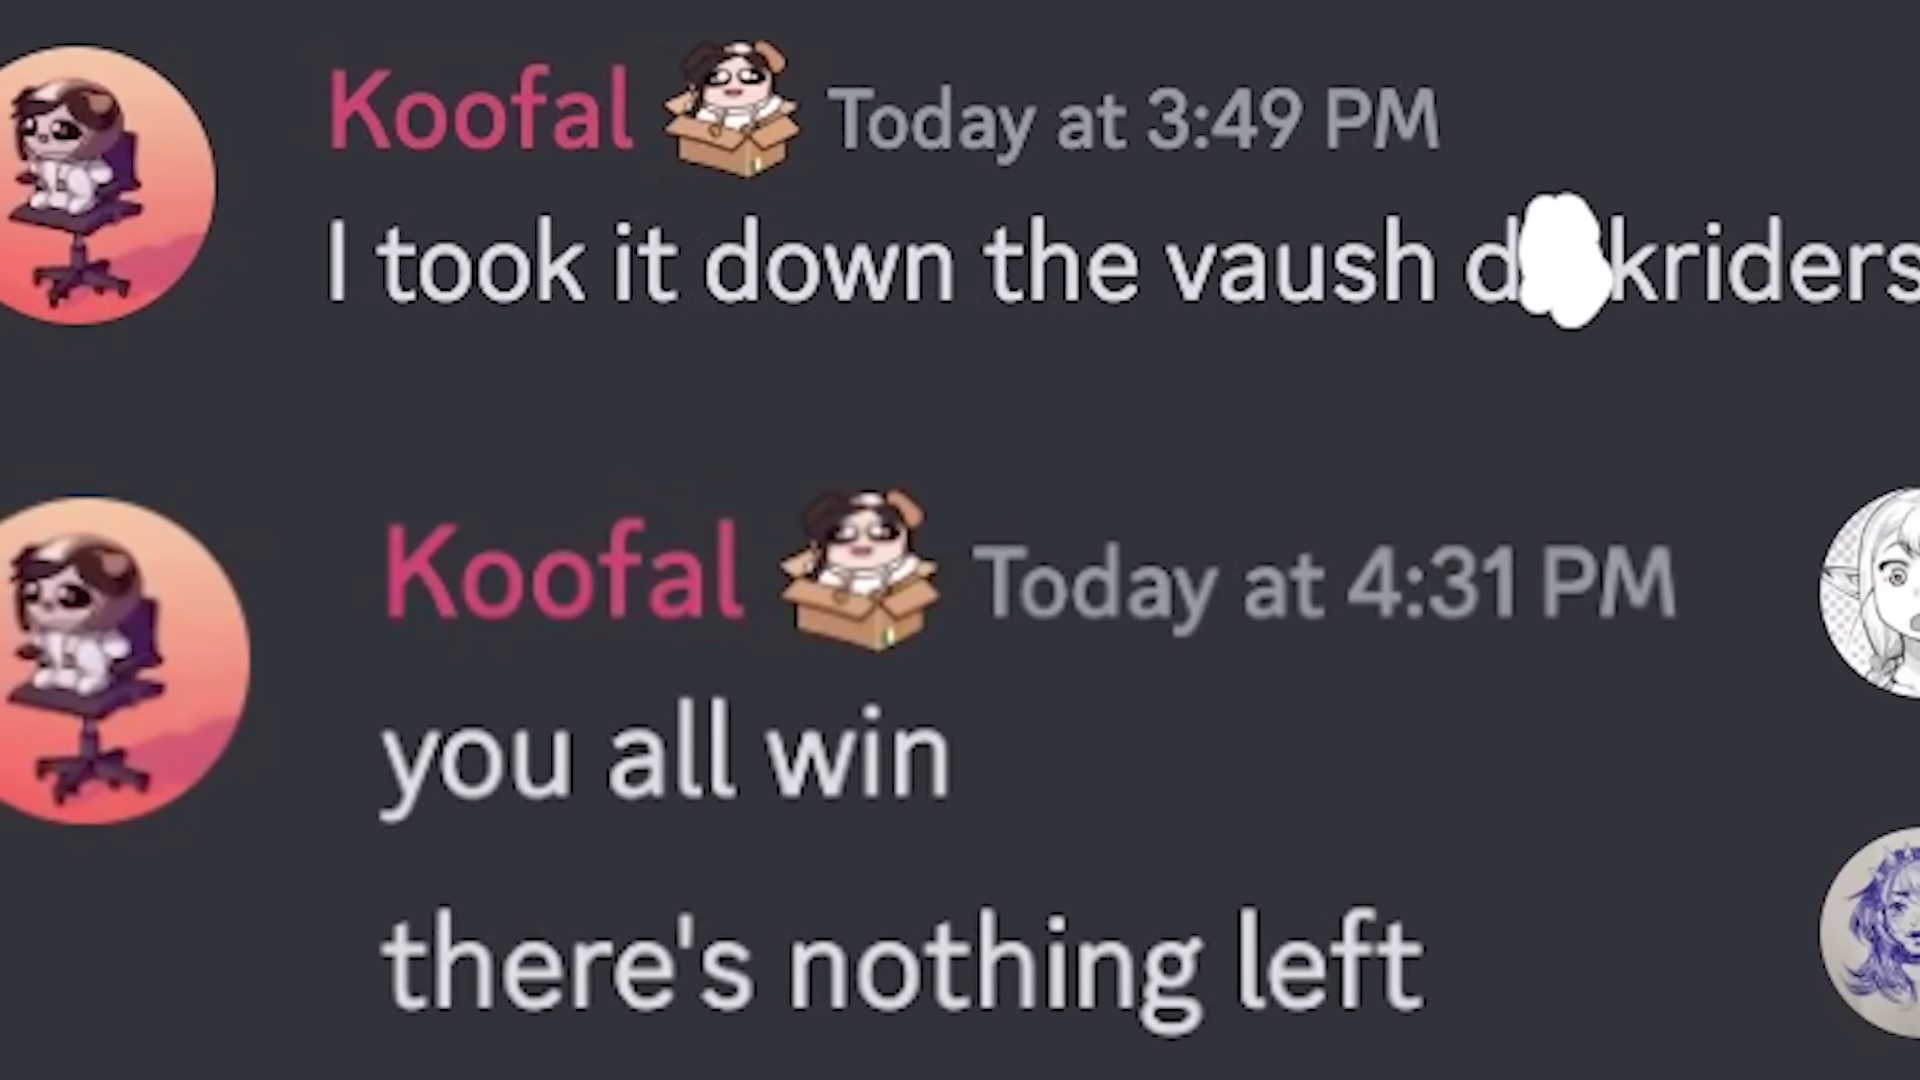 Koofal Today at 3:49 PM
I took it down the vaush d kriders
Koofal Today at 4:31 PM
you all win
there's nothing left